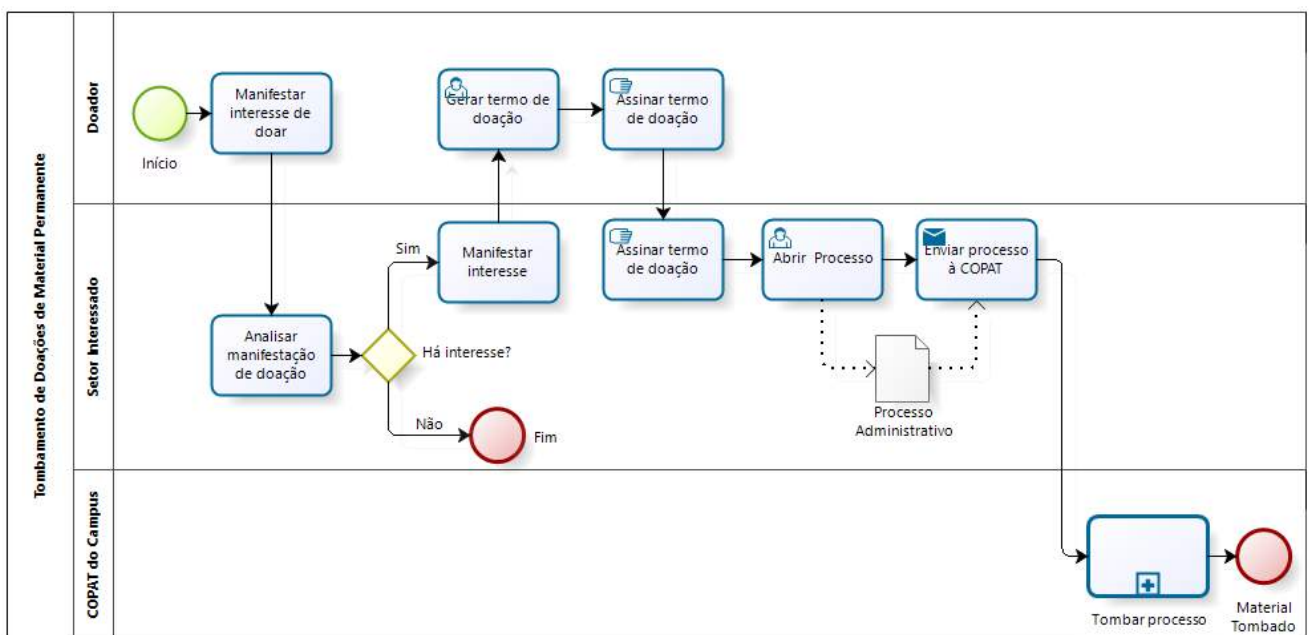 Tombamento de Doações de Material Permanente
Doador
Início
Manifestar
interesse de
doar
Gerar termo de
doação
Assinar termo
de doação
Setor Interessado
Analisar
manifestação
de doação
Há interesse?
Sim
Não
Manifestar
interesse
Fim
Assinar termo
de doação
Abrir Processo
Enviar processo
à COPAT
Processo
Administrativo
COPAT do Campus
Tombar processo
Material
Tombado